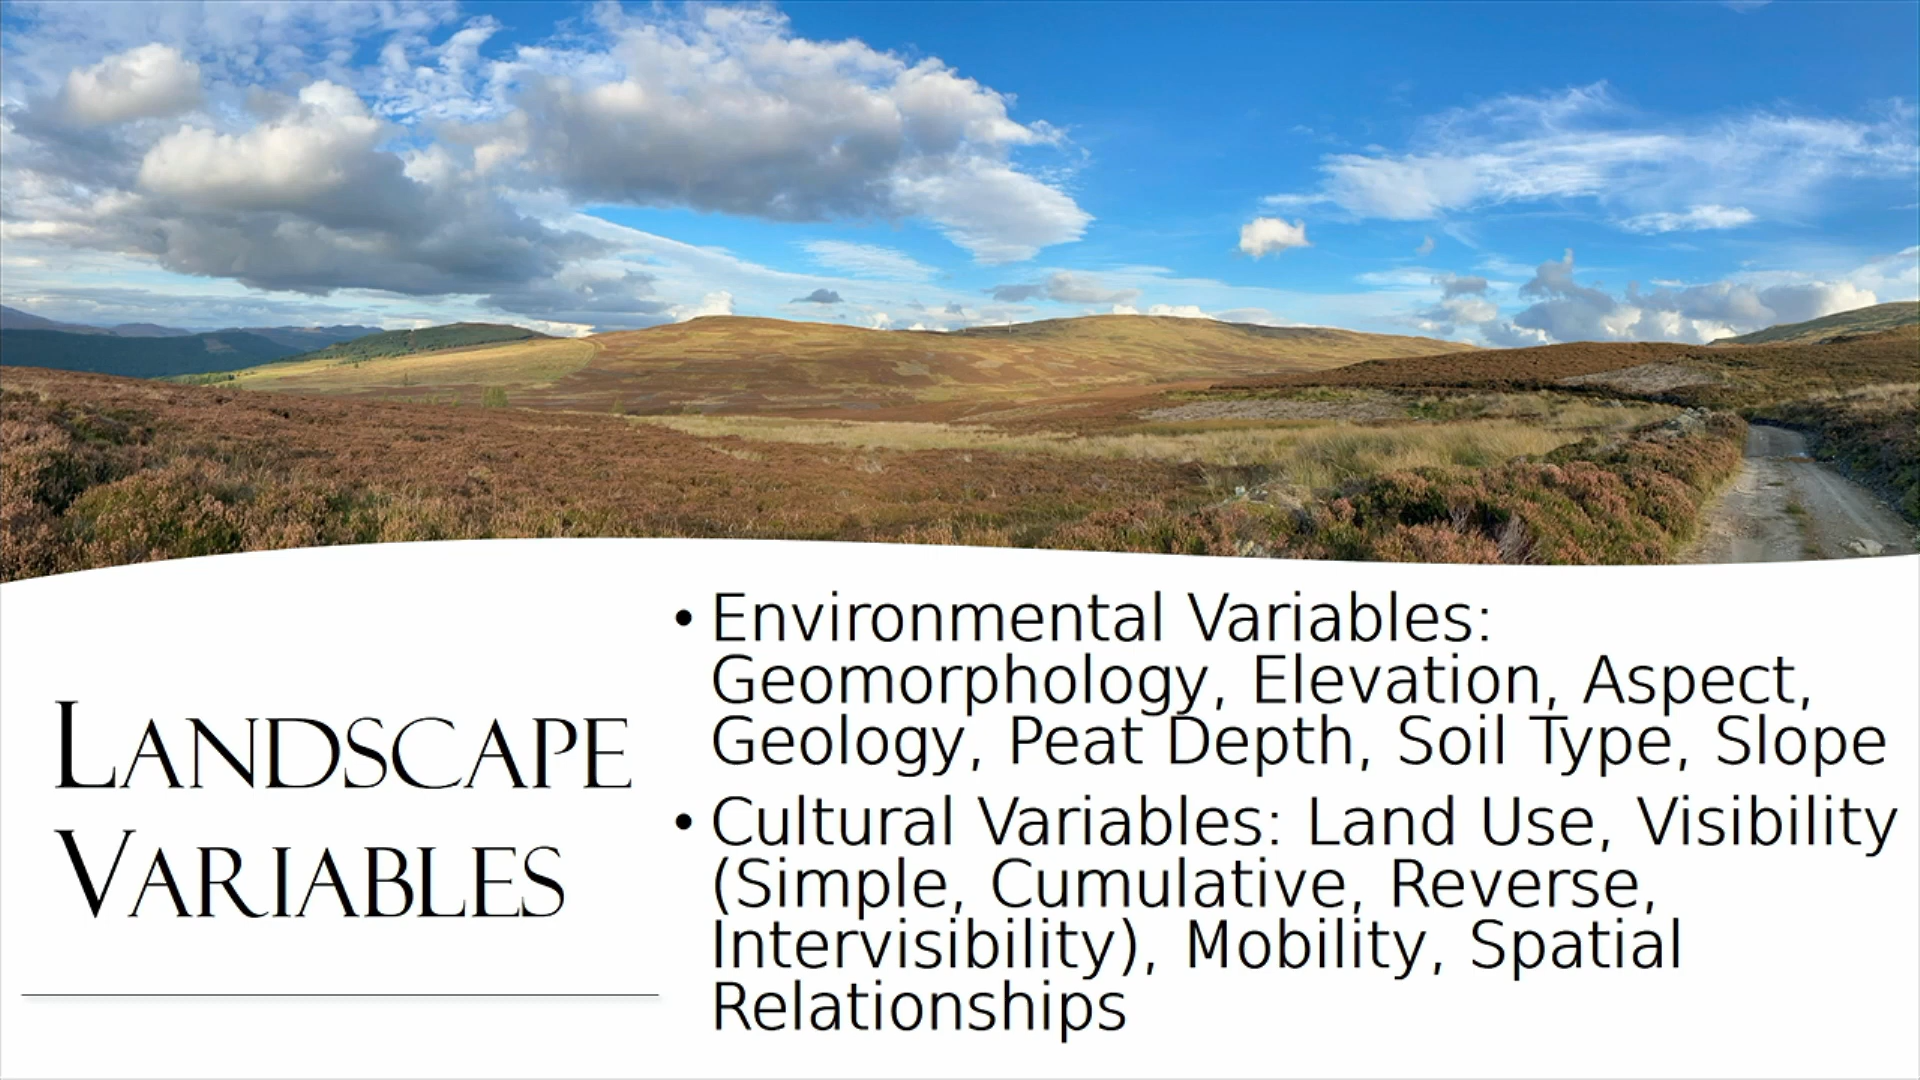 LANDSCAPE
VARIABLES
• Environmental Variables:
Geomorphology, Elevation, Aspect,
Geology, Peat Depth, Soil Type, Slope
• Cultural Variables: Land Use, Visibility
(Simple, Cumulative, Reverse,
Intervisibility), Mobility, Spatial
Relationships